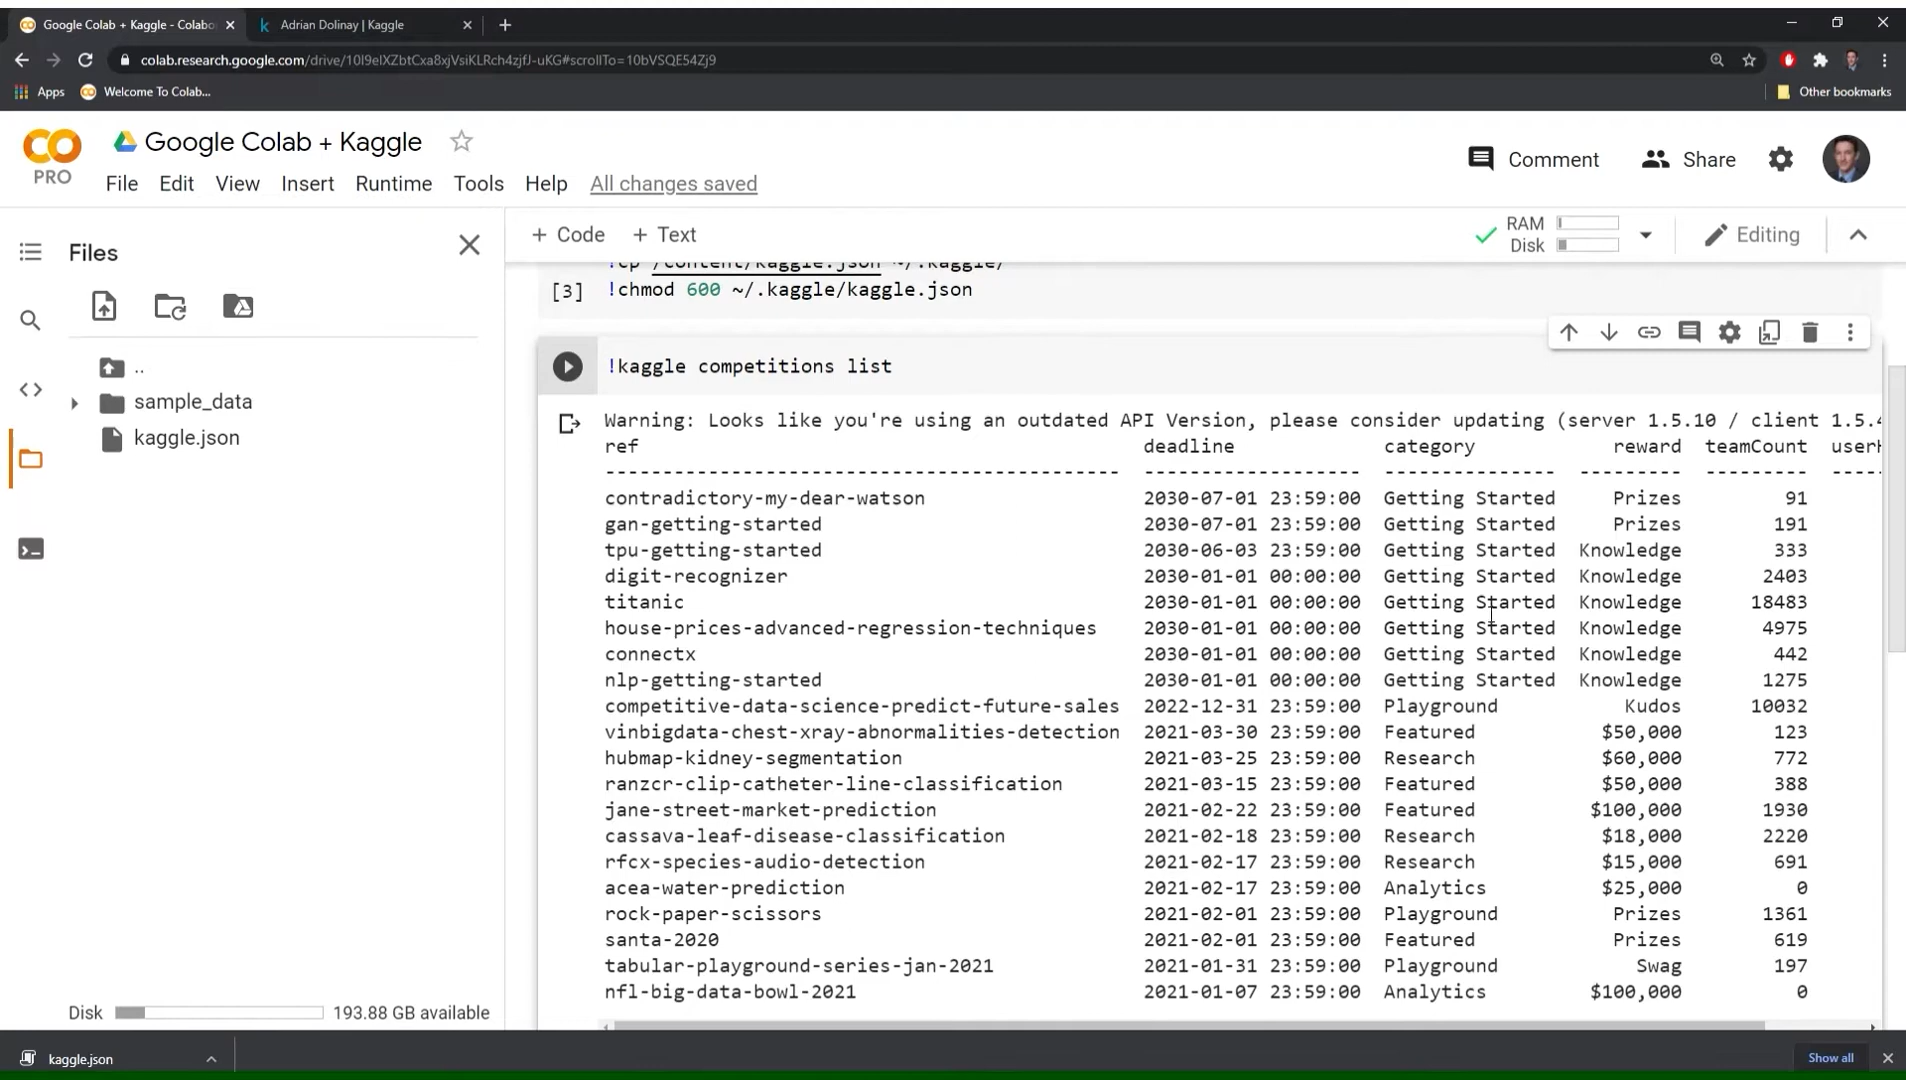 Google Colab + Kaggle - Colabo
Adrian Dolinay | Kaggle
colab.research.google.com/drive/10I9eIXZbtCxa8xjVsiKLRch4zjfJ-uKG#scrollTo=10bVSQE54Zj9
Apps
Welcome To Colab...
Other bookmarks
CO
PRO
Google Colab + Kaggle
Comment
Share
File Edit View Insert Runtime Tools Help All changes saved
Files
+ Code + Text
RAM
Disk
Editing
..
sample_data
kaggle.json
!cp /content/kaggle.json ~/.kaggle/
[3] !chmod 600 ~/.kaggle/kaggle.json
!kaggle competitions list
Warning: Looks like you're using an outdated API Version, please consider updating (server 1.5.10 / client 1.5.4
ref deadline category reward teamCount userH
--------------------------------------------- ------------------- --------------- --------- --------- ----
contradictory-my-dear-watson 2030-07-01 23:59:00 Getting Started Prizes 91
gan-getting-started 2030-07-01 23:59:00 Getting Started Prizes 191
tpu-getting-started 2030-06-03 23:59:00 Getting Started Knowledge 333
digit-recognizer 2030-01-01 00:00:00 Getting Started Knowledge 2403
titanic 2030-01-01 00:00:00 Getting Started Knowledge 18483
house-prices-advanced-regression-techniques 2030-01-01 00:00:00 Getting Started Knowledge 4975
connectx 2030-01-01 00:00:00 Getting Started Knowledge 442
nlp-getting-started 2030-01-01 00:00:00 Getting Started Knowledge 1275
competitive-data-science-predict-future-sales 2022-12-31 23:59:00 Playground Kudos 10032
vinbigdata-chest-xray-abnormalities-detection 2021-03-30 23:59:00 Featured $50,000 123
hubmap-kidney-segmentation 2021-03-25 23:59:00 Research $60,000 772
ranzcr-clip-catheter-line-classification 2021-03-15 23:59:00 Featured $50,000 388
jane-street-market-prediction 2021-02-22 23:59:00 Featured $100,000 1930
cassava-leaf-disease-classification 2021-02-18 23:59:00 Research $18,000 2220
rfcx-species-audio-detection 2021-02-17 23:59:00 Research $15,000 691
acea-water-prediction 2021-02-17 23:59:00 Analytics $25,000 0
rock-paper-scissors 2021-02-01 23:59:00 Playground Prizes 1361
santa-2020 2021-02-01 23:59:00 Featured Prizes 619
tabular-playground-series-jan-2021 2021-01-31 23:59:00 Playground Swag 197
nfl-big-data-bowl-2021 2021-01-07 23:59:00 Analytics $100,000 0
Disk 193.88 GB available
kaggle.json
Show all